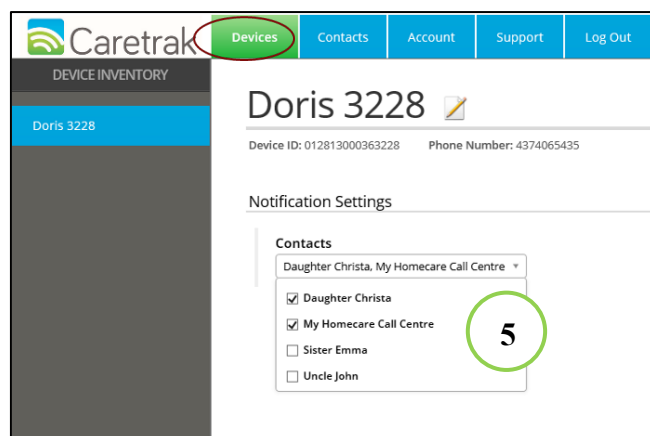 Caretrak
Devices Contacts Account Support Log Out
DEVICE INVENTORY
Doris 3228
Doris 3228
Device ID: 012813000363228 Phone Number: 4374065435
Notification Settings
Contacts
Daughter Christa, My Homecare Call Centre
Daughter Christa
My Homecare Call Centre
Sister Emma
Uncle John
5